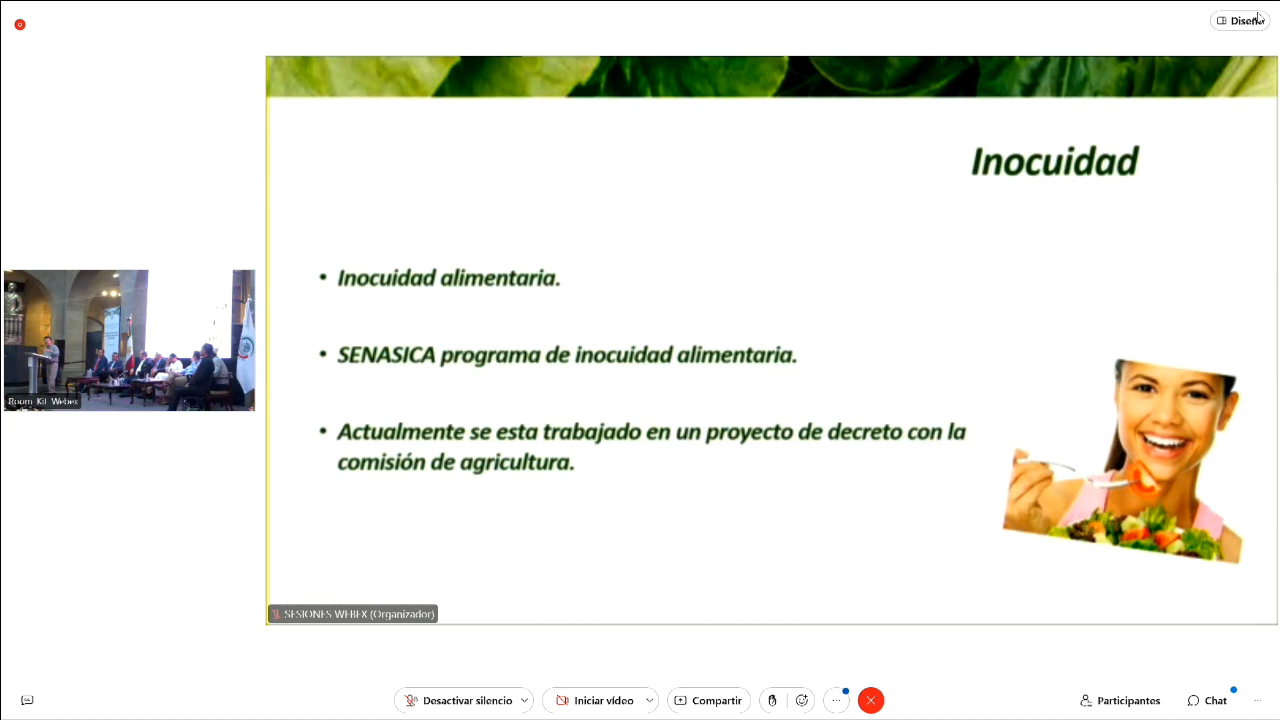 Diseño
Inocuidad
• Inocuidad alimentaria.
• SENASICA programa de inocuidad alimentaria.
• Actualmente se esta trabajado en un proyecto de decreto con la
comisión de agricultura.
Room Kit Webex
SESIONES WEBEX (Organizador)
Desactivar silencio
Iniciar vídeo
Compartir
Participantes
Chat